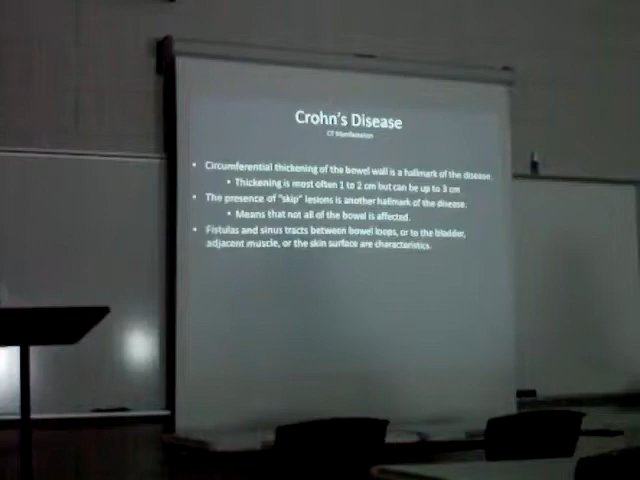 Crohn's Disease
CT Manifestation
• Circumferential thickening of the bowel wall is a hallmark of the disease.
• Thickening is most often 1 to 2 cm but can be up to 3 cm
• The presence of "skip" lesions is another hallmark of the disease.
• Means that not all of the bowel is affected.
• Fistulas and sinus tracts between bowel loops, or to the bladder,
adjacent muscle, or the skin surface are characteristics.